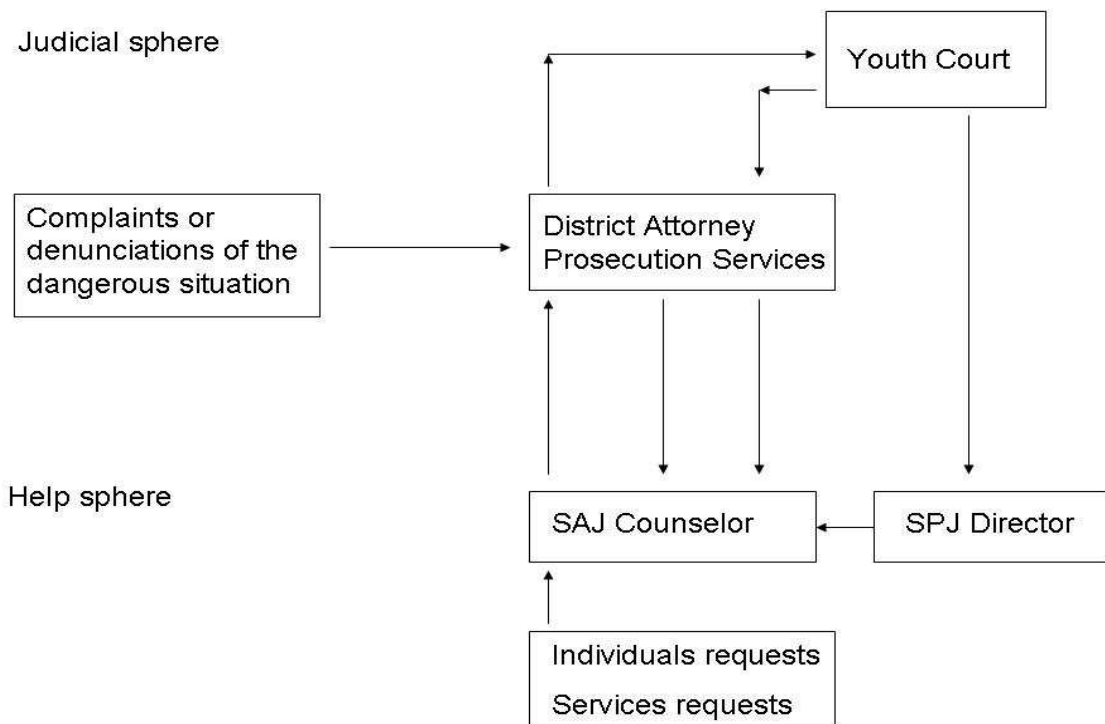 Judicial sphere
Youth Court
Complaints or
denunciations of the
dangerous situation
District Attorney
Prosecution Services
Help sphere
SAJ Counselor
SPJ Director
Individuals requests
Services requests